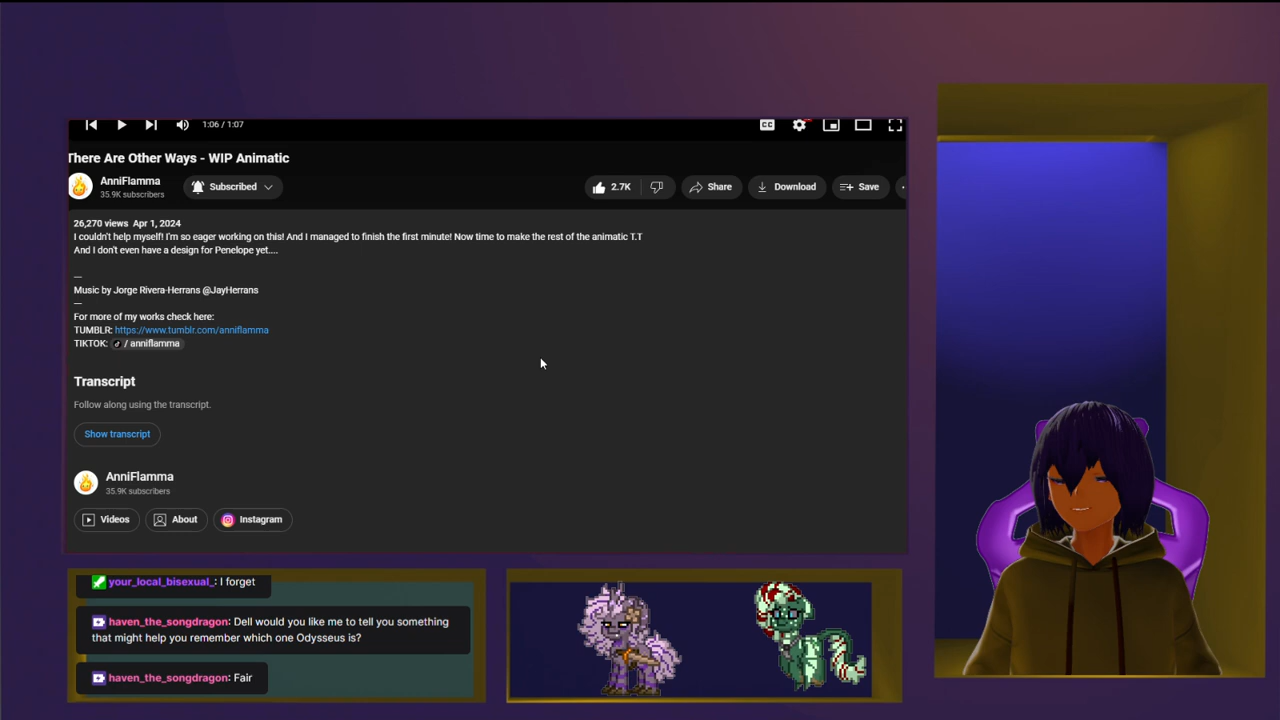 1:06 / 1:07
CC
There Are Other Ways - WIP Animatic
AnniFlamma
35.9K subscribers
Subscribed
2.7K
Share
Download
Save
26,270 views Apr 1, 2024
I couldn't help myself! I'm so eager working on this! And I managed to finish the first minute! Now time to make the rest of the animatic T.T
And I don't even have a design for Penelope yet....
—
Music by Jorge Rivera-Herrans @JayHerrans
—
For more of my works check here:
TUMBLR: https://www.tumblr.com/anniflamma
TIKTOK: / anniflamma
Transcript
Follow along using the transcript.
Show transcript
AnniFlamma
35.9K subscribers
Videos
About
Instagram
your_local_bisexual_: I forget
haven_the_songdragon: Dell would you like me to tell you something
that might help you remember which one Odysseus is?
haven_the_songdragon: Fair